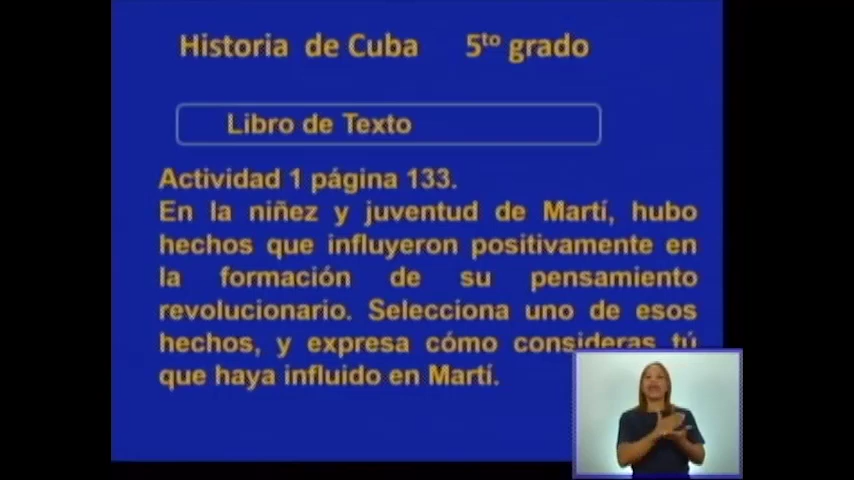 Historia de Cuba 5to grado
Libro de Texto
Actividad 1 página 133.
En la niñez y juventud de Martí, hubo
hechos que influyeron positivamente en
la formación de su pensamiento
revolucionario. Selecciona uno de esos
hechos, y expresa cómo consideras tú
que haya influido en Martí.